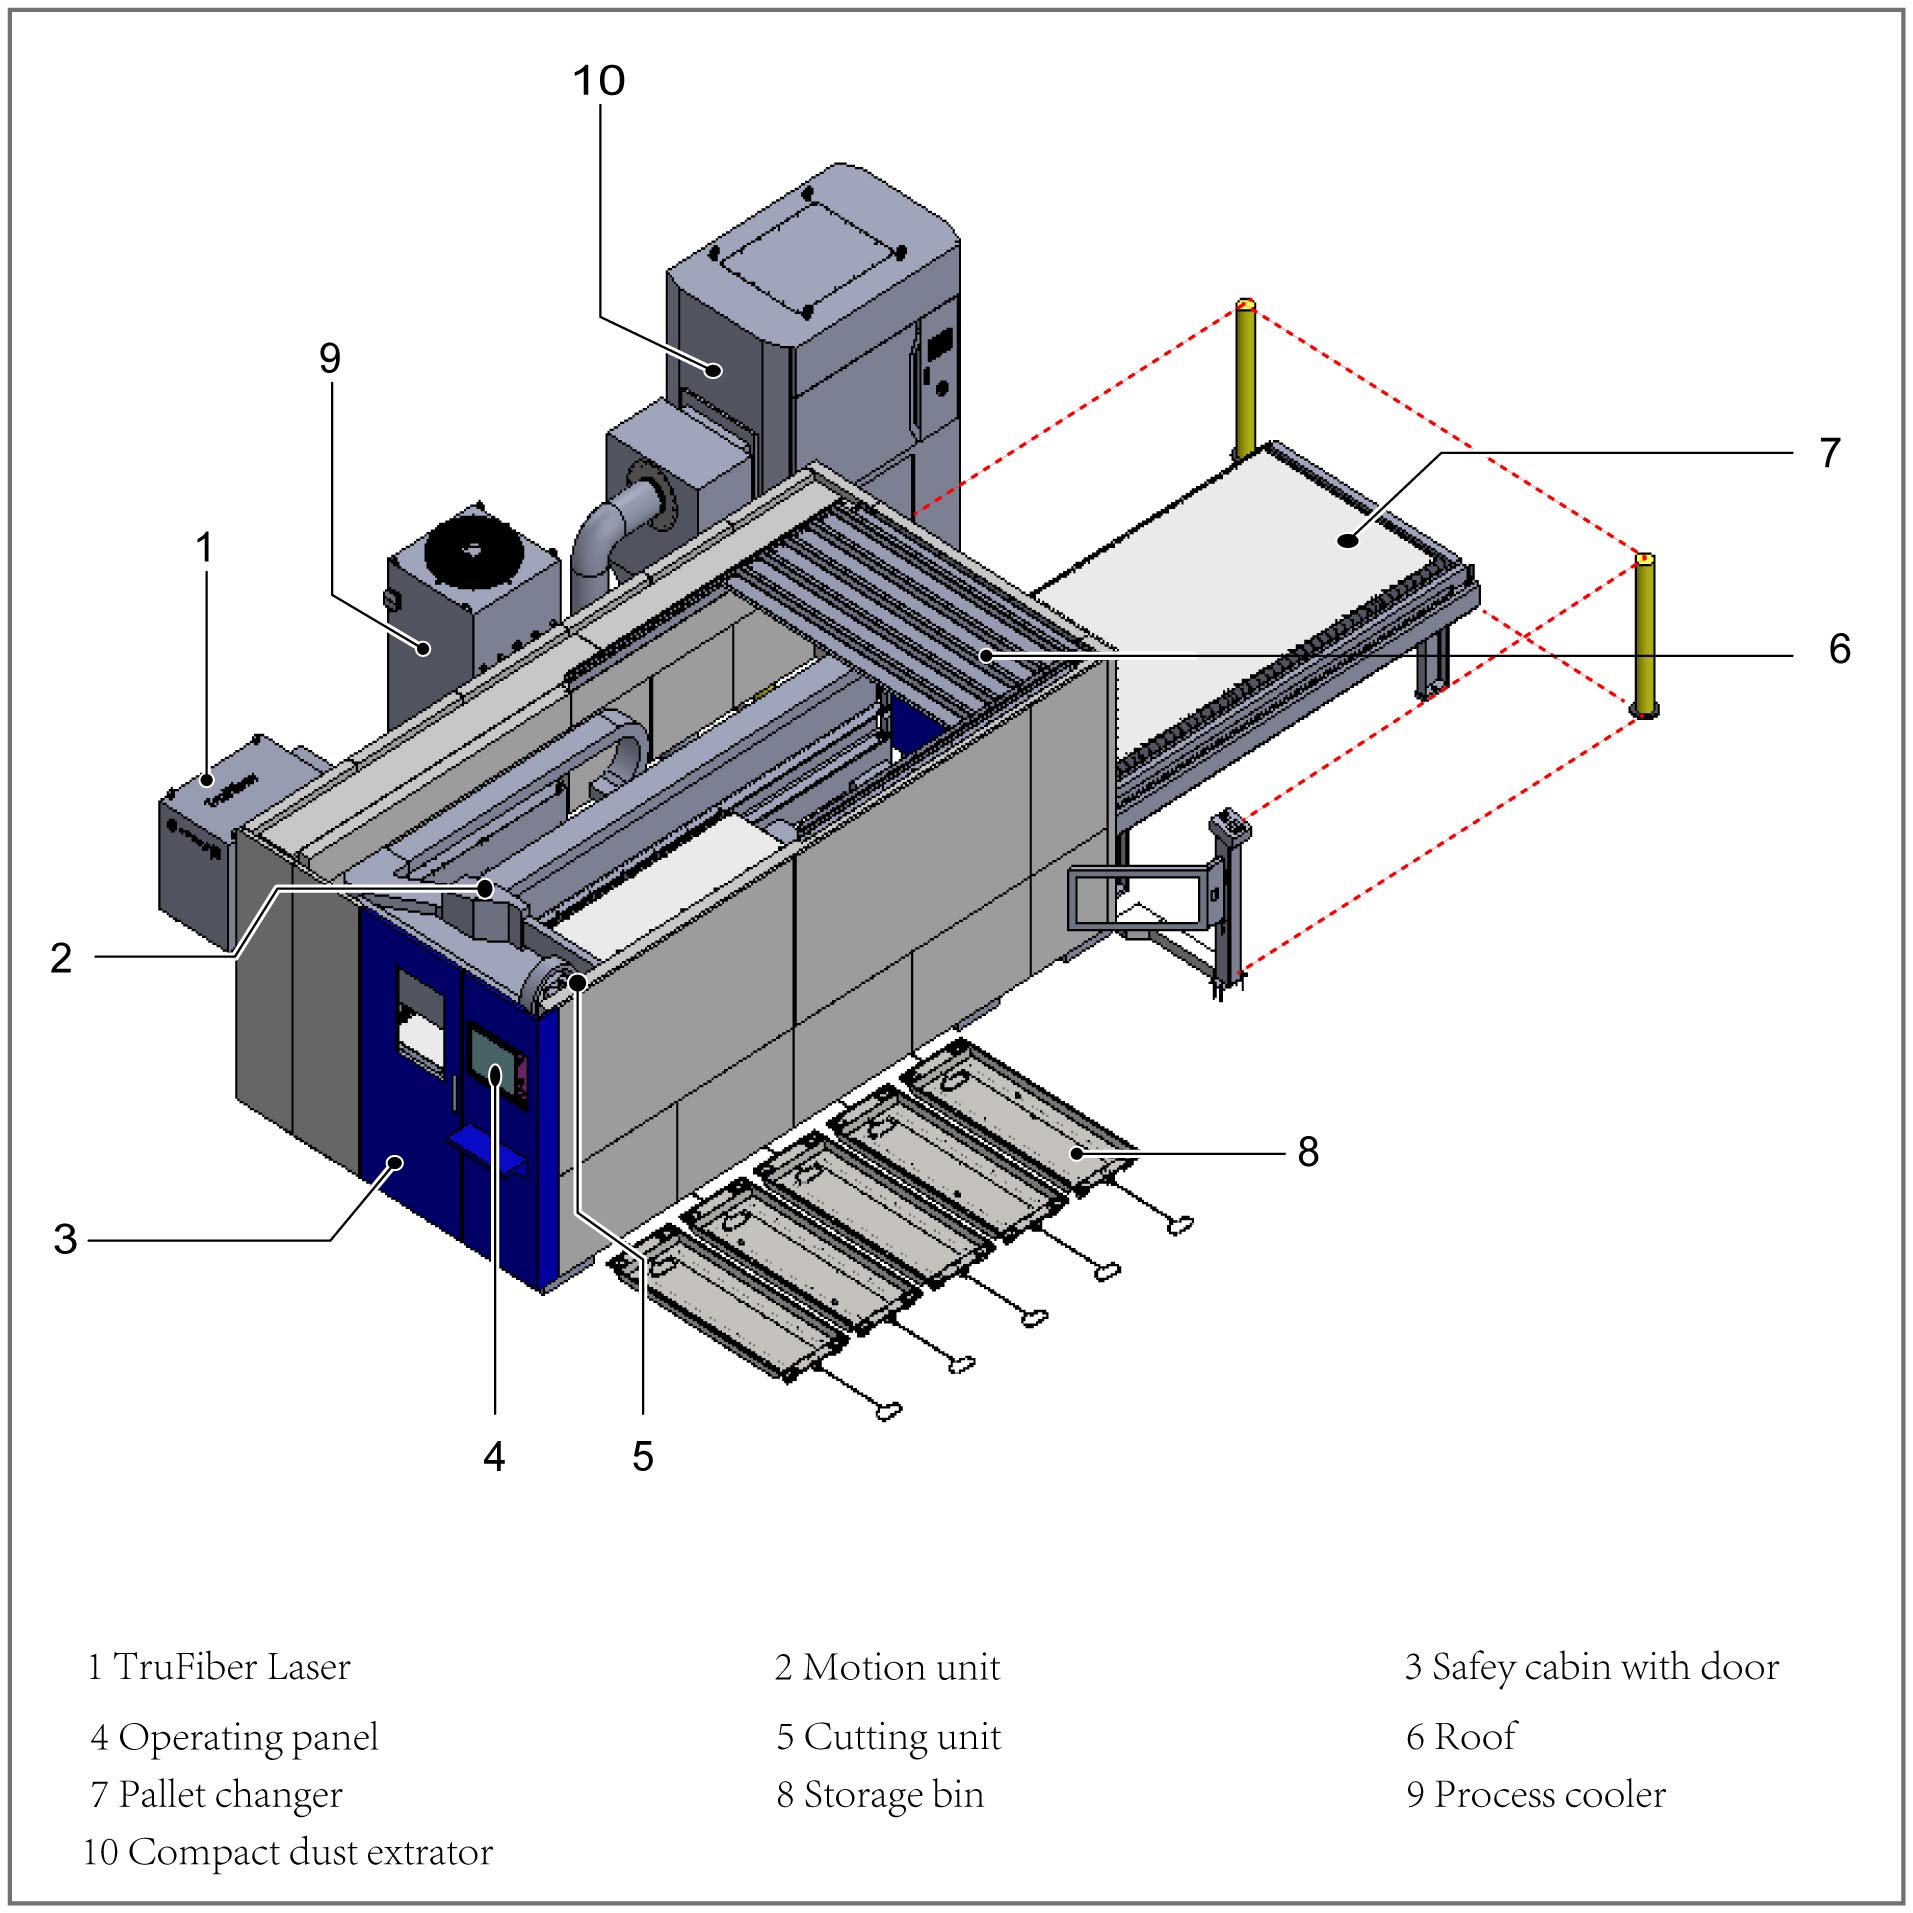 10
9
7
1
6
2
8
3
4 5
1 TruFiber Laser 2 Motion unit 3 Safey cabin with door
4 Operating panel 5 Cutting unit 6 Roof
7 Pallet changer 8 Storage bin 9 Process cooler
10 Compact dust extrator